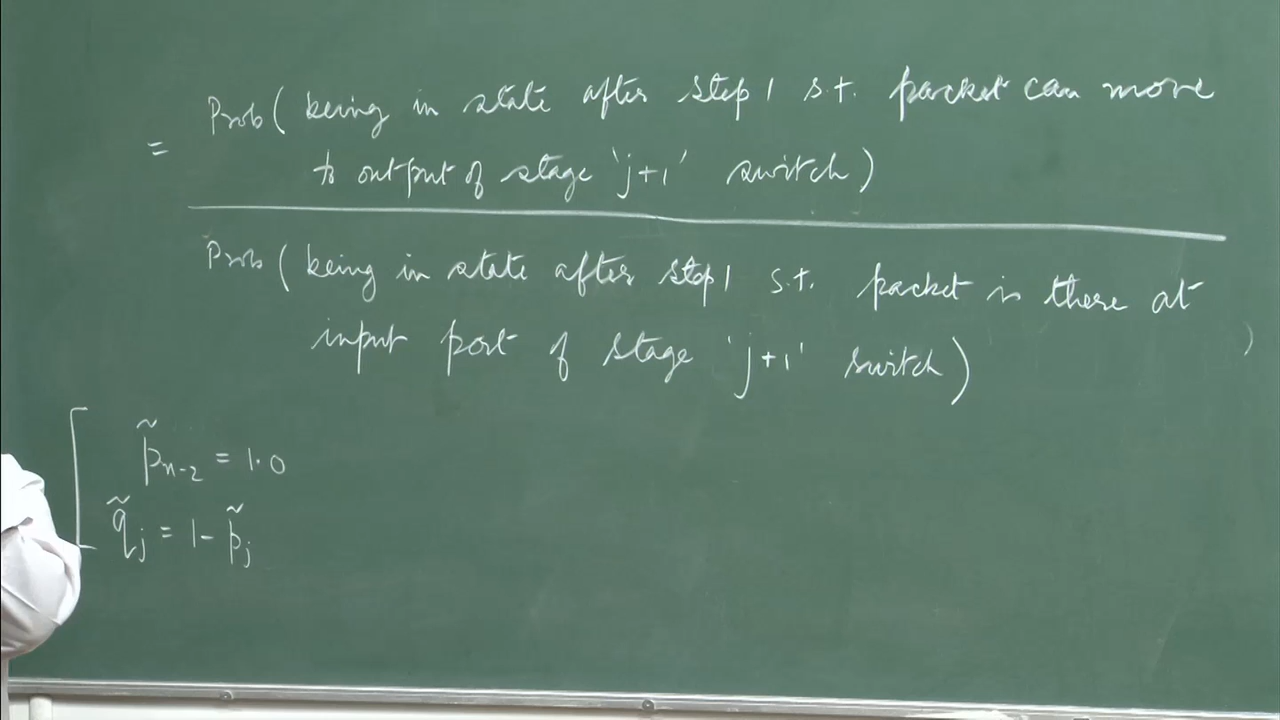 Prob ( being in state after step 1 s.t. packet can move
=
to output of stage 'j+1' switch )
Prob ( being in state after step 1 s.t. packet is there at
input port of stage 'j+1' switch )
p̃ₙ₋₂ = 1.0
q̃ⱼ = 1 - p̃ⱼ